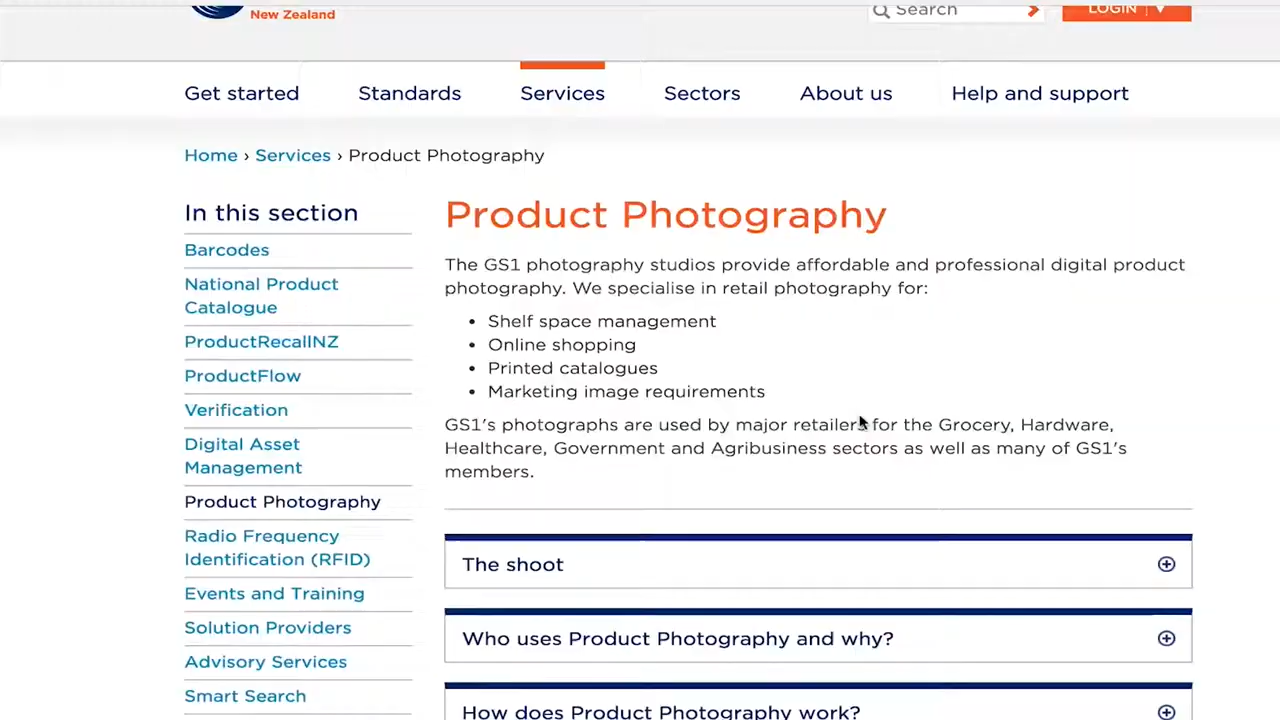 New Zealand
Search
LOGIN
Get started
Standards
Services
Sectors
About us
Help and support
Home › Services › Product Photography
In this section
Barcodes
National Product
Catalogue
ProductRecallNZ
ProductFlow
Verification
Digital Asset
Management
Product Photography
Radio Frequency
Identification (RFID)
Events and Training
Solution Providers
Advisory Services
Smart Search
Product Photography
The GS1 photography studios provide affordable and professional digital product
photography. We specialise in retail photography for:
• Shelf space management
• Online shopping
• Printed catalogues
• Marketing image requirements
GS1's photographs are used by major retailers for the Grocery, Hardware,
Healthcare, Government and Agribusiness sectors as well as many of GS1's
members.
The shoot
Who uses Product Photography and why?
How does Product Photography work?